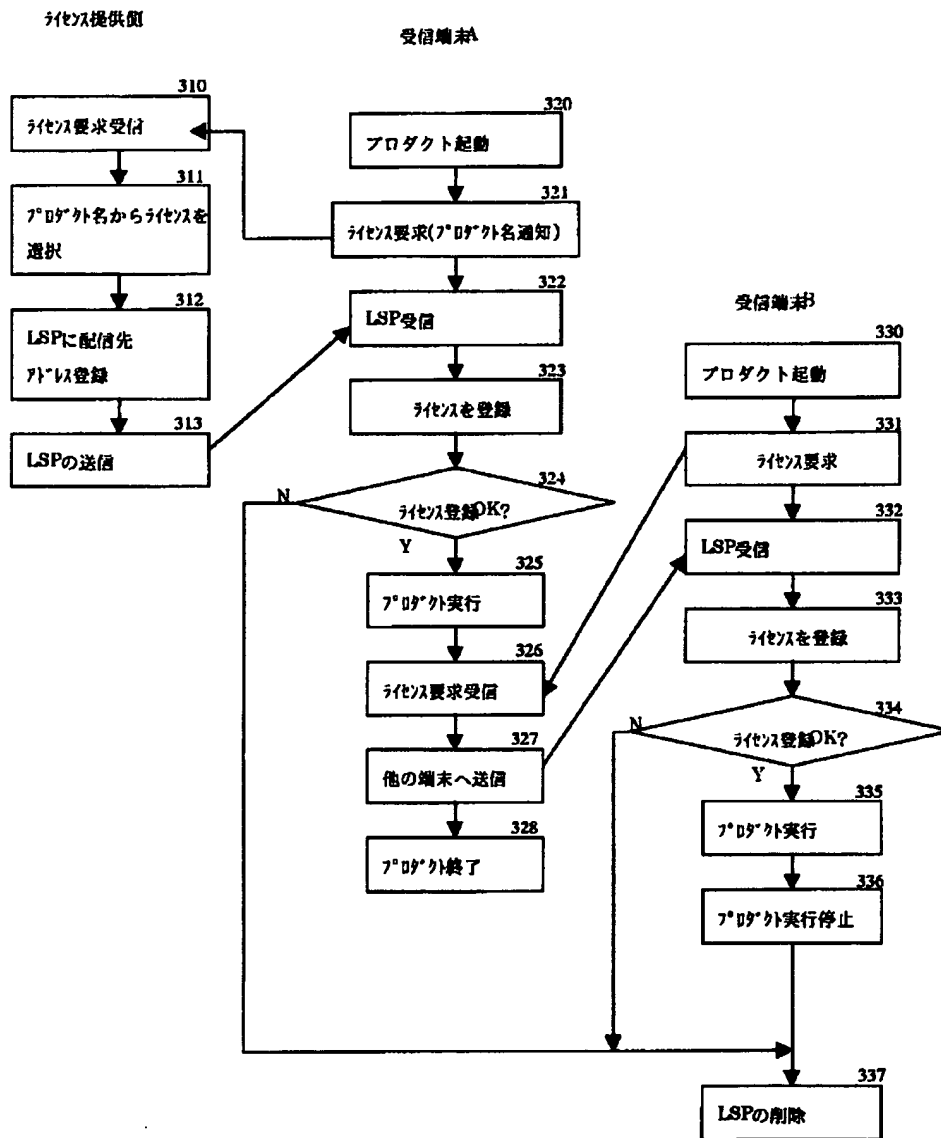 ライセンス提供側
310
ライセンス要求受信
311
プロダクト名からライセンスを
選択
312
LSPに配信先
アドレス登録
313
LSPの送信
受信端末A
320
プロダクト起動
321
ライセンス要求(プロダクト名通知)
322
LSP受信
323
ライセンスを登録
324
ライセンス登録OK?
N
Y
325
プロダクト実行
326
ライセンス要求受信
327
他の端末へ送信
328
プロダクト終了
受信端末B
330
プロダクト起動
331
ライセンス要求
332
LSP受信
333
ライセンスを登録
334
ライセンス登録OK?
N
Y
335
プロダクト実行
336
プロダクト実行停止
337
LSPの削除